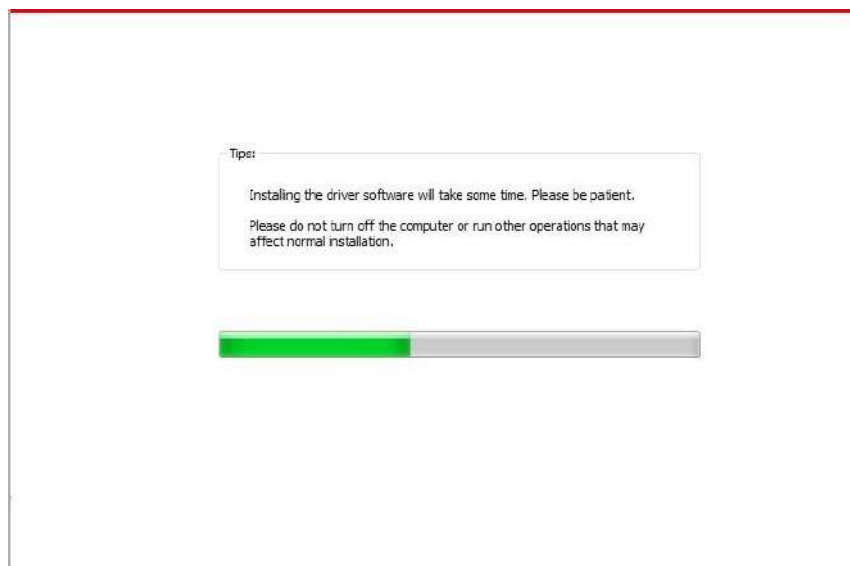 Tips:
Installing the driver software will take some time. Please be patient.
Please do not turn off the computer or run other operations that may
affect normal installation.